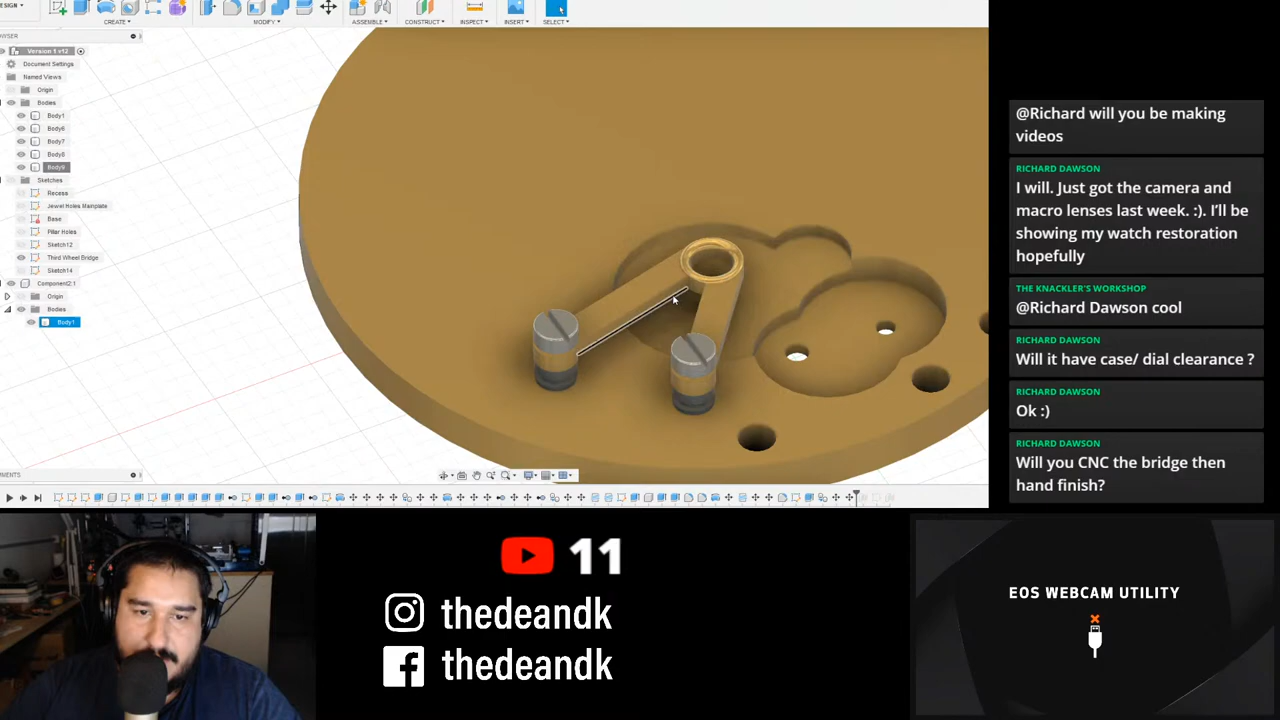 DESIGN
CREATE
MODIFY
ASSEMBLE
CONSTRUCT
INSPECT
INSERT
SELECT
Version 1 v12
Document Settings
Named Views
Origin
Bodies
Body1
Body6
Body7
Body8
Body9
Sketches
Recess
Jewel Holes Mainplate
Base
Pillar Holes
Sketch12
Third Wheel Bridge
Sketch14
Component2:1
Origin
Bodies
Body1
@Richard will you be making
videos
RICHARD DAWSON
I will. Just got the camera and
macro lenses last week. :). I’ll be
showing my watch restoration
hopefully
THE KNACKLER'S WORKSHOP
@Richard Dawson cool
RICHARD DAWSON
Will it have case/ dial clearance ?
RICHARD DAWSON
Ok :)
RICHARD DAWSON
Will you CNC the bridge then
hand finish?
11
thedeandk
thedeandk
EOS WEBCAM UTILITY